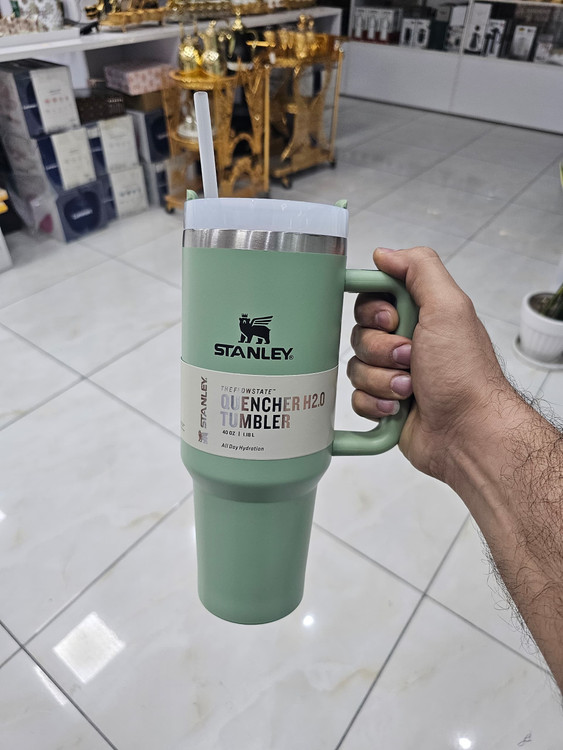 STANLEY®
STANLEY
THE FLOWSTATE™
QUENCHER H2.0
TUMBLER
40 OZ | 1.18 L
All Day Hydration